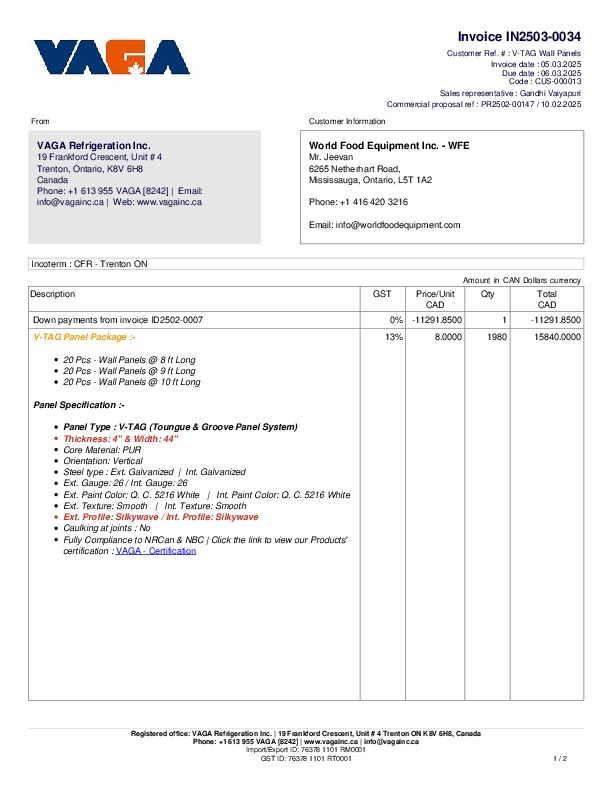 VAGA
Invoice IN2503-0034
Customer Ref. # : V-TAG Wall Panels
Invoice date : 05.03.2025
Due date : 06.03.2025
Code : CUS-000013
Sales representative : Gandhi Vaiyapuri
Commercial proposal ref : PR2502-00147 / 10.02.2025
From
VAGA Refrigeration Inc.
19 Frankford Crescent, Unit # 4
Trenton, Ontario, K8V 6H8
Canada
Phone: +1 613 955 VAGA [8242] | Email:
info@vagainc.ca | Web: www.vagainc.ca
Customer Information
World Food Equipment Inc. - WFE
Mr. Jeevan
6265 Netherhart Road,
Mississauga, Ontario, L5T 1A2
Phone: +1 416 420 3216
Email: info@worldfoodequipment.com
Incoterm : CFR - Trenton ON
Amount in CAN Dollars currency
Description GST Price/Unit CAD Qty Total CAD
Down payments from invoice ID2502-0007 0% -11291.8500 1 -11291.8500
V-TAG Panel Package :- 13% 8.0000 1980 15840.0000
• 20 Pcs - Wall Panels @ 8 ft Long
• 20 Pcs - Wall Panels @ 9 ft Long
• 20 Pcs - Wall Panels @ 10 ft Long
Panel Specification :-
• Panel Type : V-TAG (Toungue & Groove Panel System)
• Thickness: 4" & Width: 44"
• Core Material: PUR
• Orientation: Vertical
• Steel type : Ext. Galvanized | Int. Galvanized
• Ext. Gauge: 26 / Int. Gauge: 26
• Ext. Paint Color: Q. C. 5216 White | Int. Paint Color: Q. C. 5216 White
• Ext. Texture: Smooth | Int. Texture: Smooth
• Ext. Profile: Silkywave / Int. Profile: Silkywave
• Caulking at joints : No
• Fully Compliance to NRCan & NBC | Click the link to view our Products'
certification : VAGA - Certification
Registered office: VAGA Refrigeration Inc. | 19 Frankford Crescent, Unit # 4 Trenton ON K8V 6H8, Canada
Phone: +1 613 955 VAGA [8242] | www.vagainc.ca | info@vagainc.ca
Import/Export ID: 76378 1101 RM0001
GST ID: 76378 1101 RT0001
1 / 2